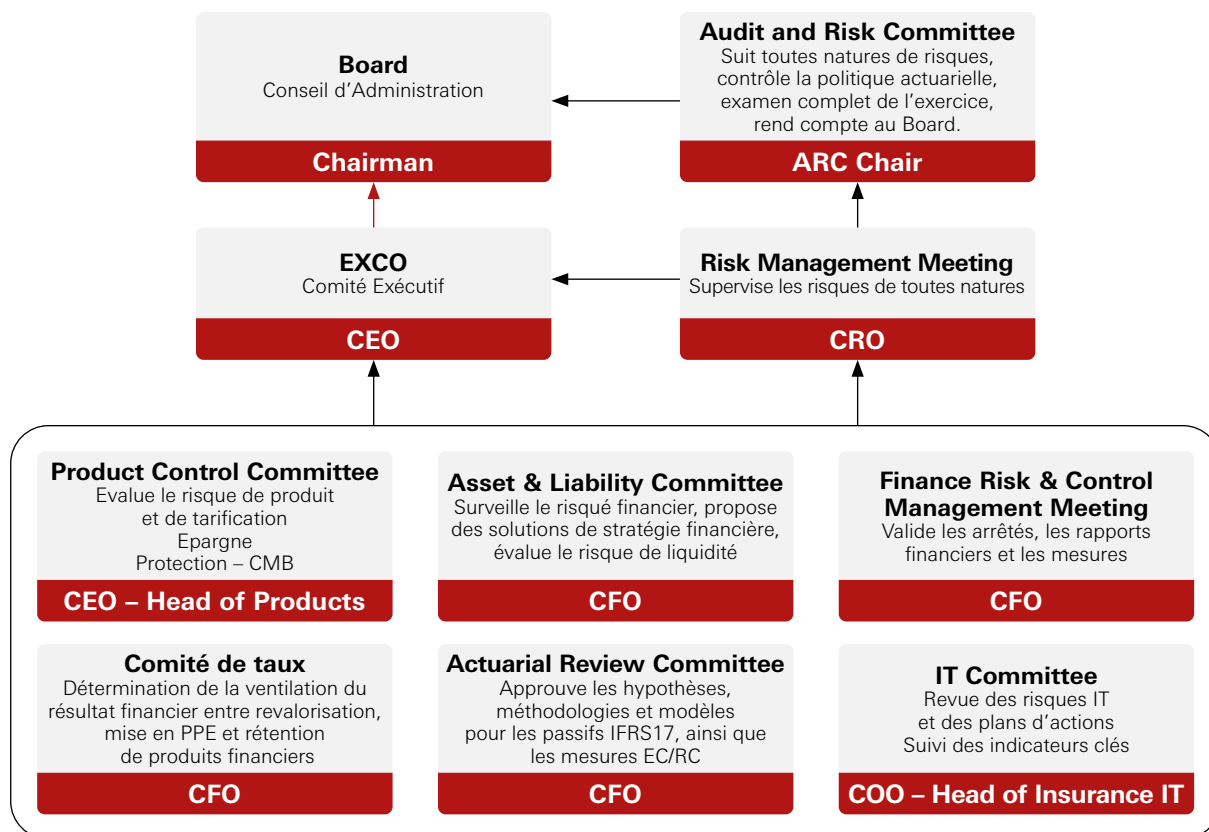 Board
Conseil d'Administration
Chairman
Audit and Risk Committee
Suit toutes natures de risques,
contrôle la politique actuarielle,
examen complet de l'exercice,
rend compte au Board.
ARC Chair
EXCO
Comité Exécutif
CEO
Risk Management Meeting
Supervise les risques de toutes natures
CRO
Product Control Committee
Evalue le risque de produit
et de tarification
Epargne
Protection – CMB
CEO – Head of Products
Asset & Liability Committee
Surveille le risqué financier, propose
des solutions de stratégie financière,
évalue le risque de liquidité
CFO
Finance Risk & Control
Management Meeting
Valide les arrêtés, les rapports
financiers et les mesures
CFO
Comité de taux
Détermination de la ventilation du
résultat financier entre revalorisation,
mise en PPE et rétention
de produits financiers
CFO
Actuarial Review Committee
Approuve les hypothèses,
méthodologies et modèles
pour les passifs IFRS17, ainsi que
les mesures EC/RC
CFO
IT Committee
Revue des risques IT
et des plans d'actions
Suivi des indicateurs clés
COO – Head of Insurance IT